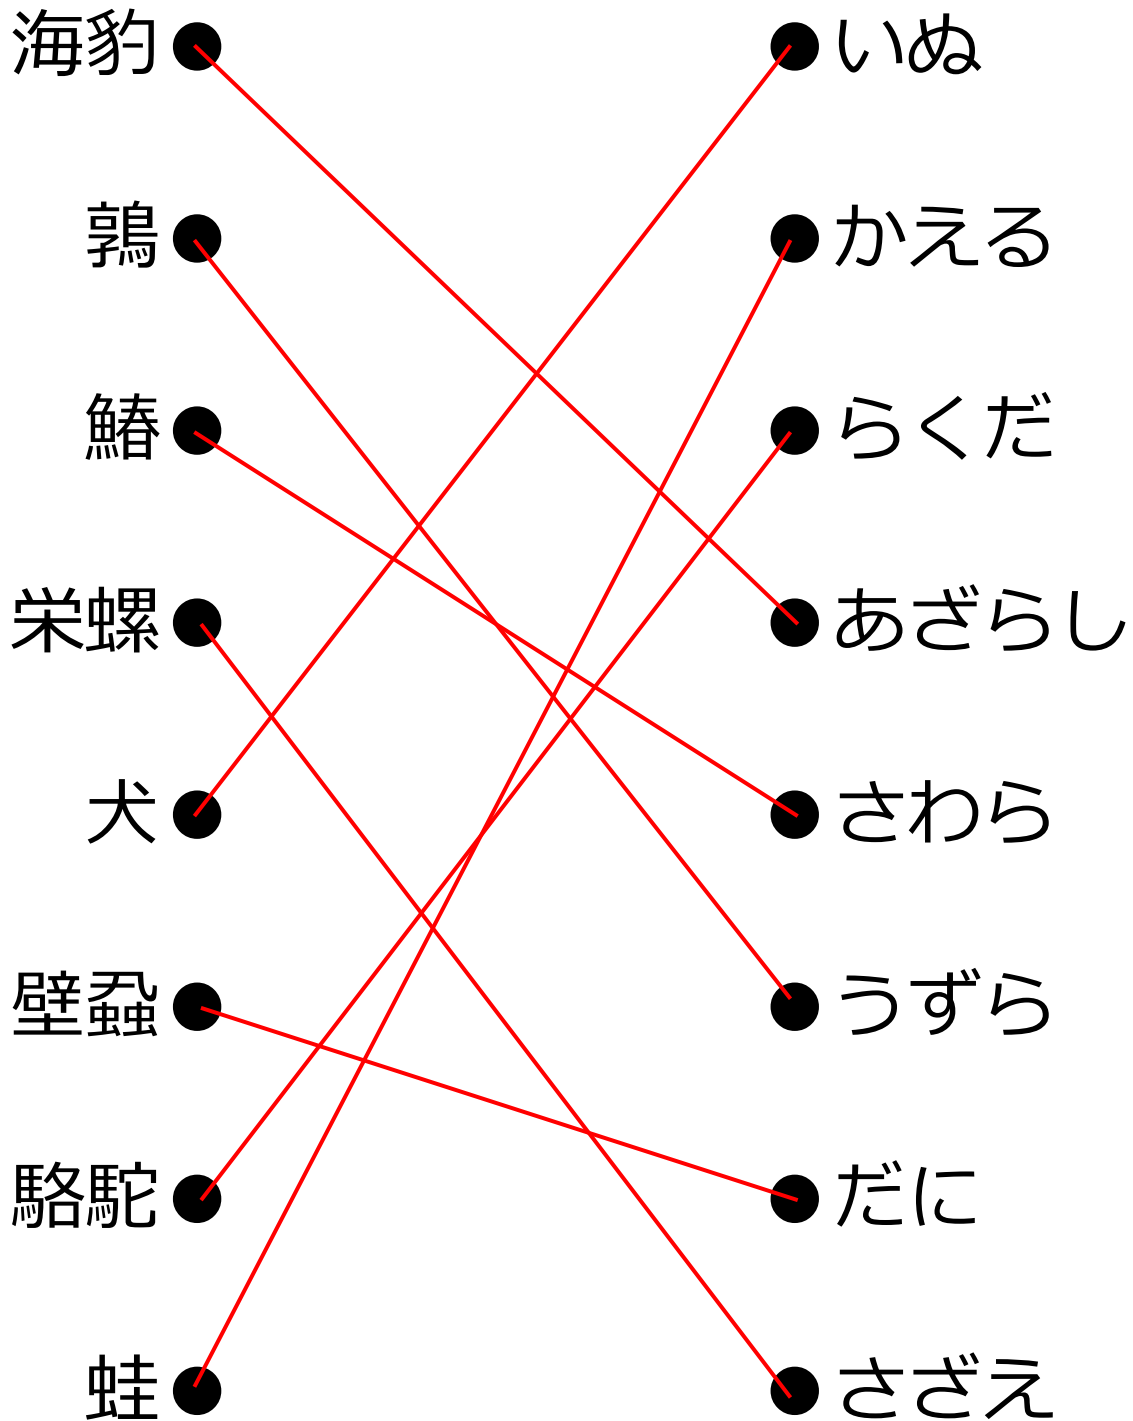 海豹 いぬ
鶉 かえる
鰆 らくだ
栄螺 あざらし
犬 さわら
壁蝨 うずら
駱駝 だに
蛙 さざえ